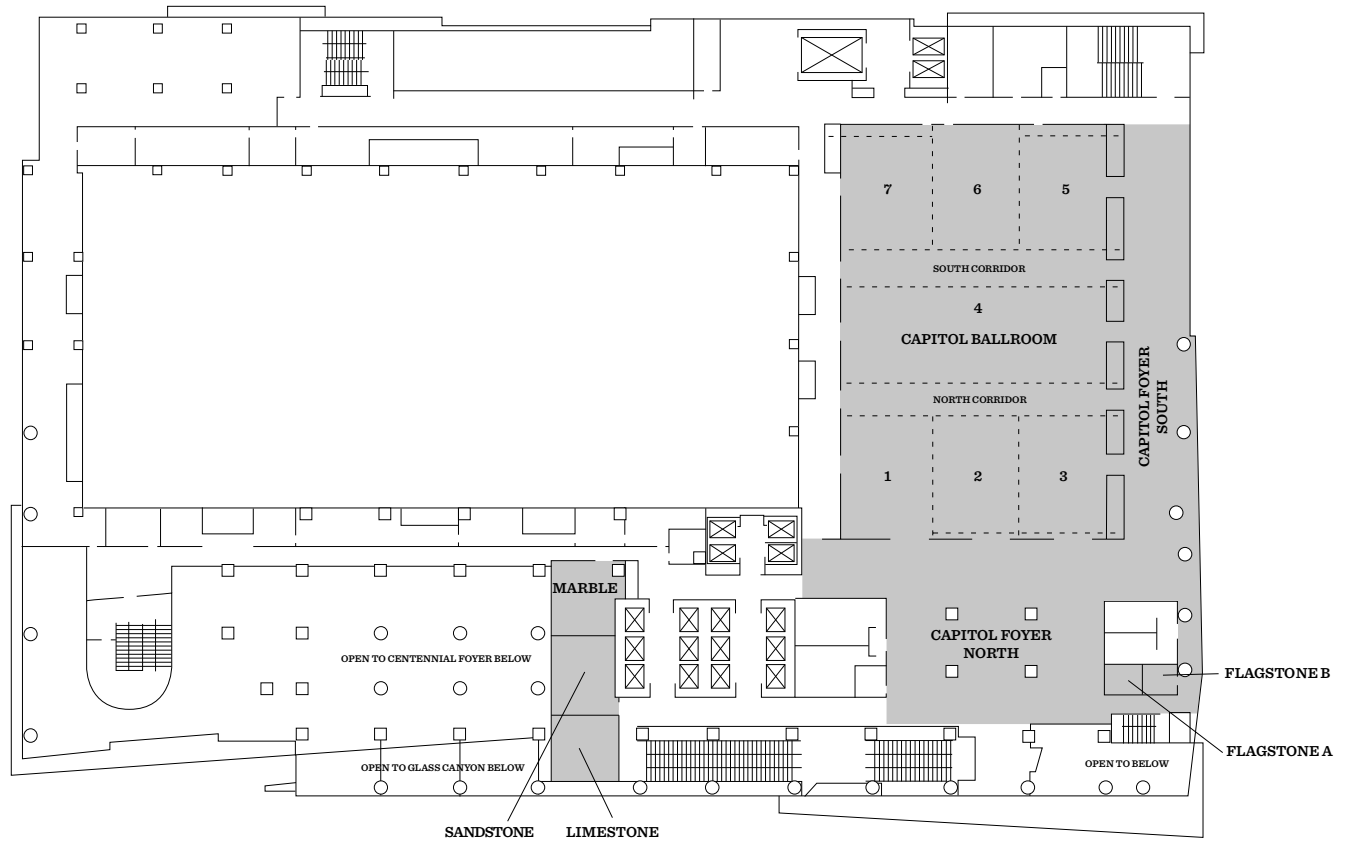 7
6
5
SOUTH CORRIDOR
4
CAPITOL BALLROOM
NORTH CORRIDOR
CAPITOL FOYER
SOUTH
1
2
3
MARBLE
CAPITOL FOYER
NORTH
OPEN TO CENTENNIAL FOYER BELOW
FLAGSTONE B
FLAGSTONE A
OPEN TO GLASS CANYON BELOW
OPEN TO BELOW
SANDSTONE
LIMESTONE